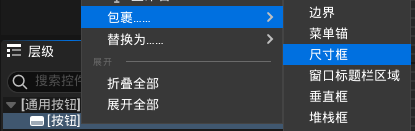 包裹......
替换为......
展开
折叠全部
展开全部
边界
菜单锚
尺寸框
窗口标题栏区域
垂直框
堆栈框
层级
搜索控件
[通用按钮]
[按钮]